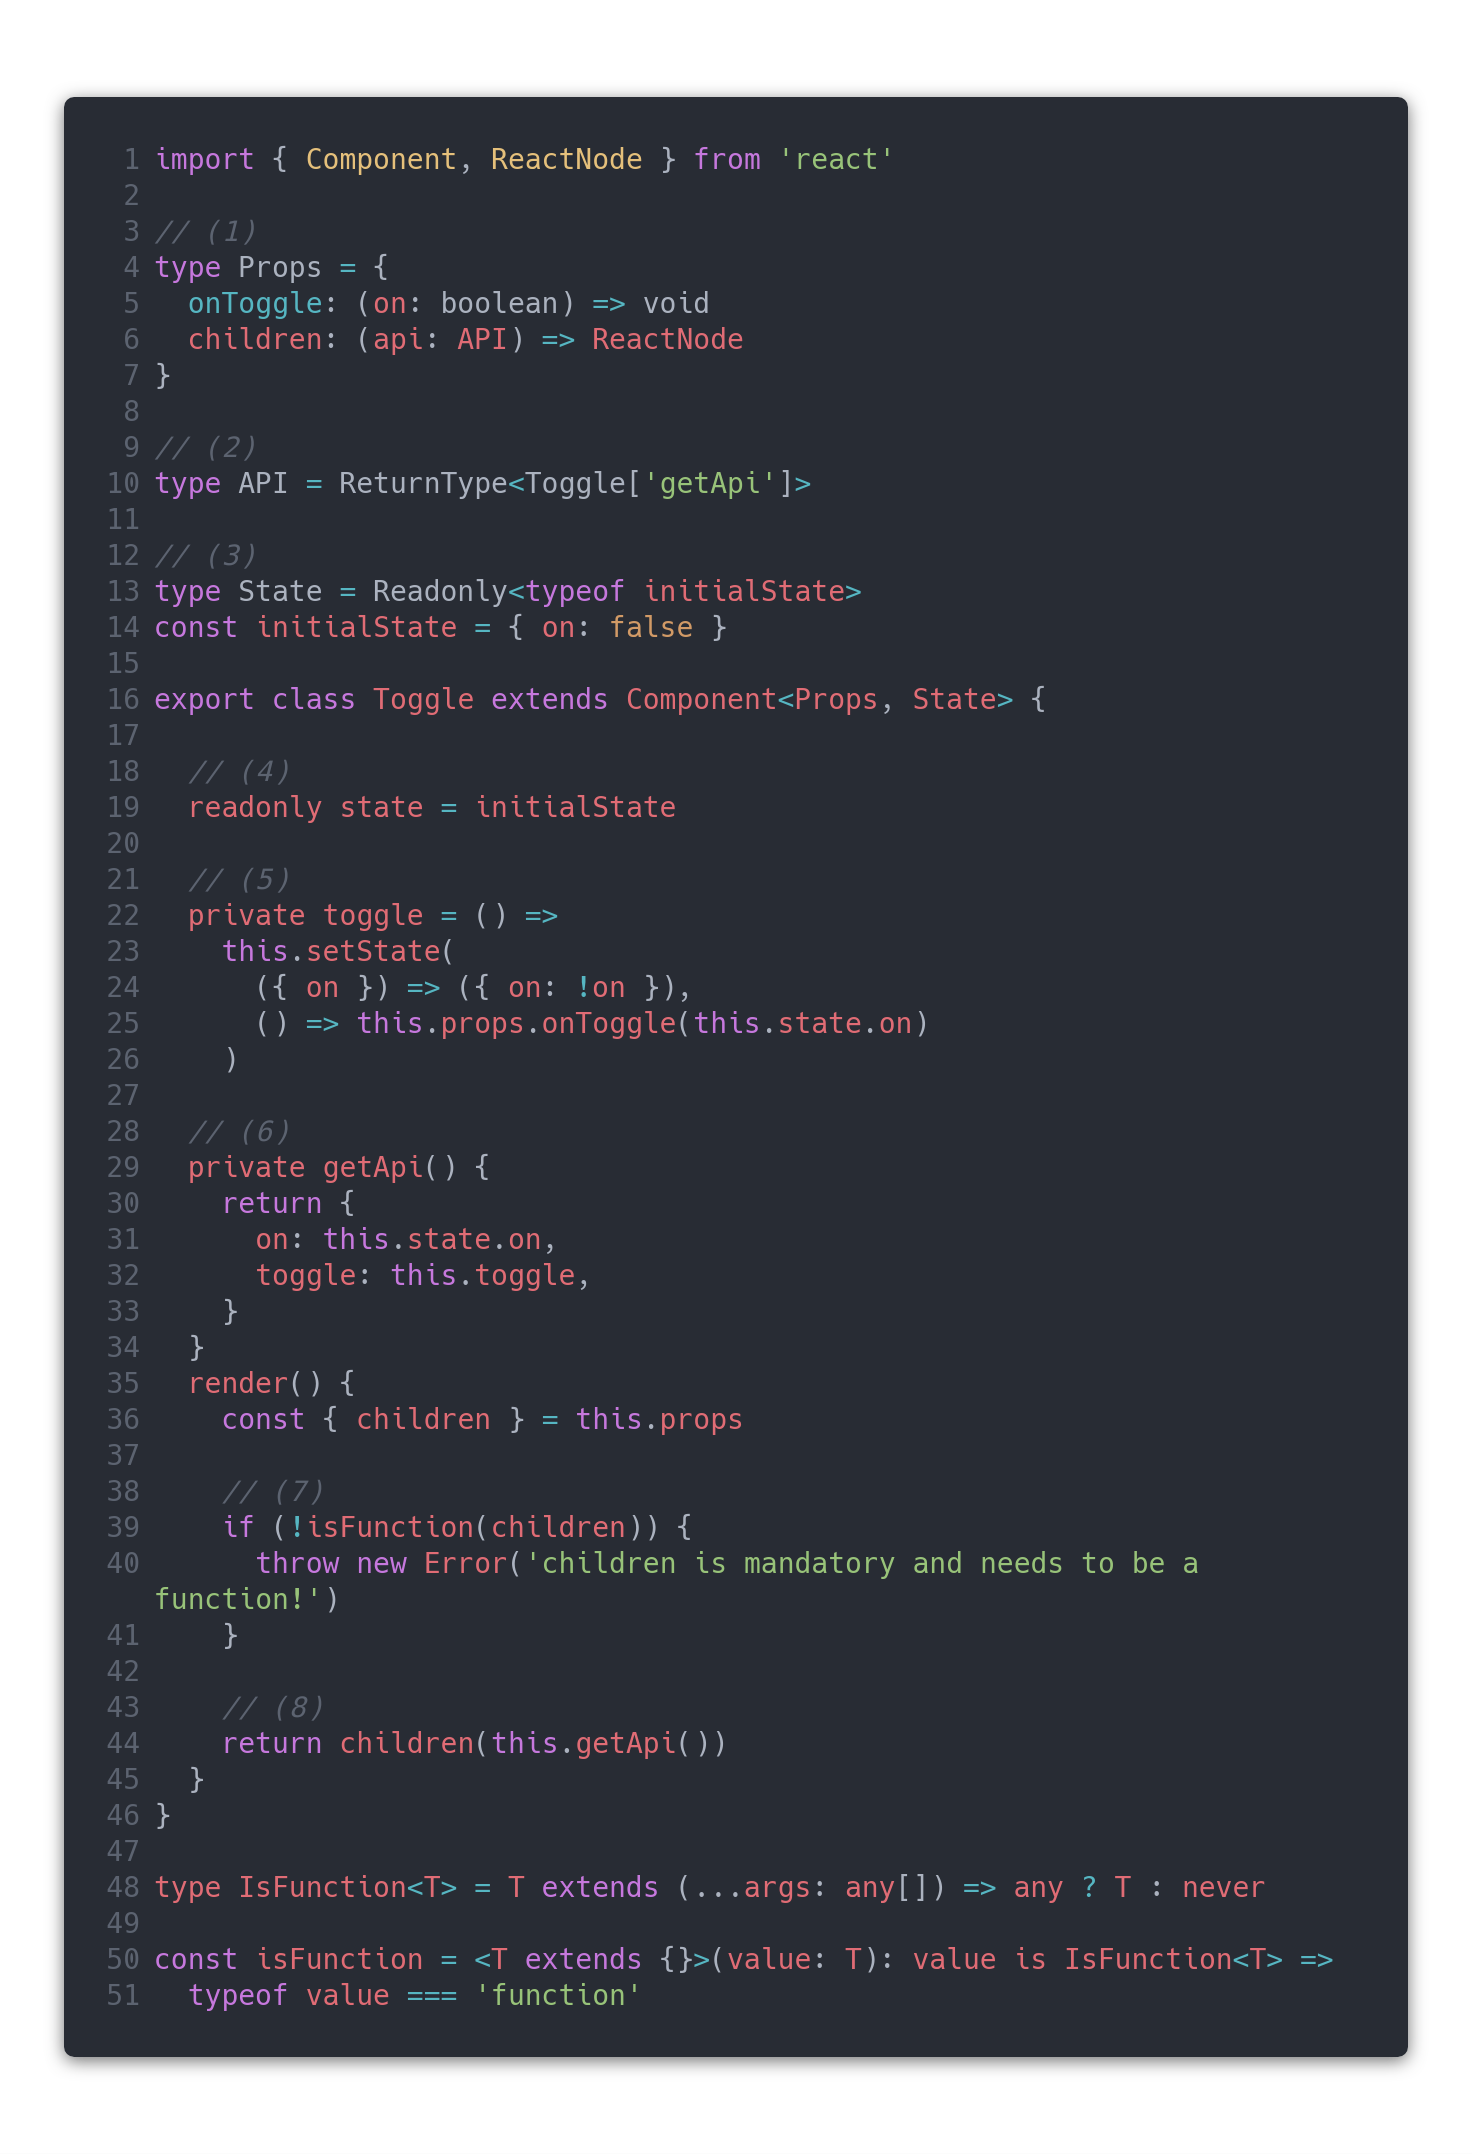 1 import { Component, ReactNode } from 'react'
2
3 // (1)
4 type Props = {
5   onToggle: (on: boolean) => void
6   children: (api: API) => ReactNode
7 }
8
9 // (2)
10 type API = ReturnType<Toggle['getApi']>
11
12 // (3)
13 type State = Readonly<typeof initialState>
14 const initialState = { on: false }
15
16 export class Toggle extends Component<Props, State> {
17
18   // (4)
19   readonly state = initialState
20
21   // (5)
22   private toggle = () =>
23     this.setState(
24       ({ on }) => ({ on: !on }),
25       () => this.props.onToggle(this.state.on)
26     )
27
28   // (6)
29   private getApi() {
30     return {
31       on: this.state.on,
32       toggle: this.toggle,
33     }
34   }
35   render() {
36     const { children } = this.props
37
38     // (7)
39     if (!isFunction(children)) {
40       throw new Error('children is mandatory and needs to be a
function!')
41     }
42
43     // (8)
44     return children(this.getApi())
45   }
46 }
47
48 type IsFunction<T> = T extends (...args: any[]) => any ? T : never
49
50 const isFunction = <T extends {}>(value: T): value is IsFunction<T> =>
51   typeof value === 'function'